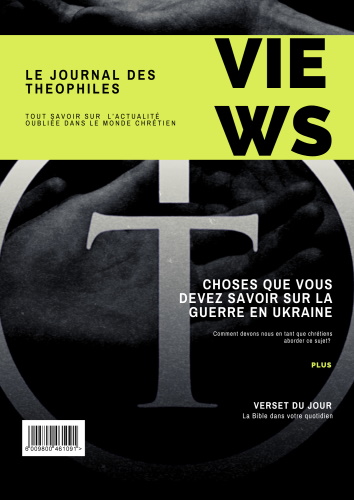 LE JOURNAL DES
THEOPHILES
VIE
WS
TOUT SAVOIR SUR L'ACTUALITÉ
OUBLIÉE DANS LE MONDE CHRÉTIEN
CHOSES QUE VOUS
DEVEZ SAVOIR SUR LA
GUERRE EN UKRAINE
Comment devons nous en tant que chrétiens
aborder ce sujet?
PLUS
VERSET DU JOUR
La Bible dans votre quotidien
6 009800 461091 >